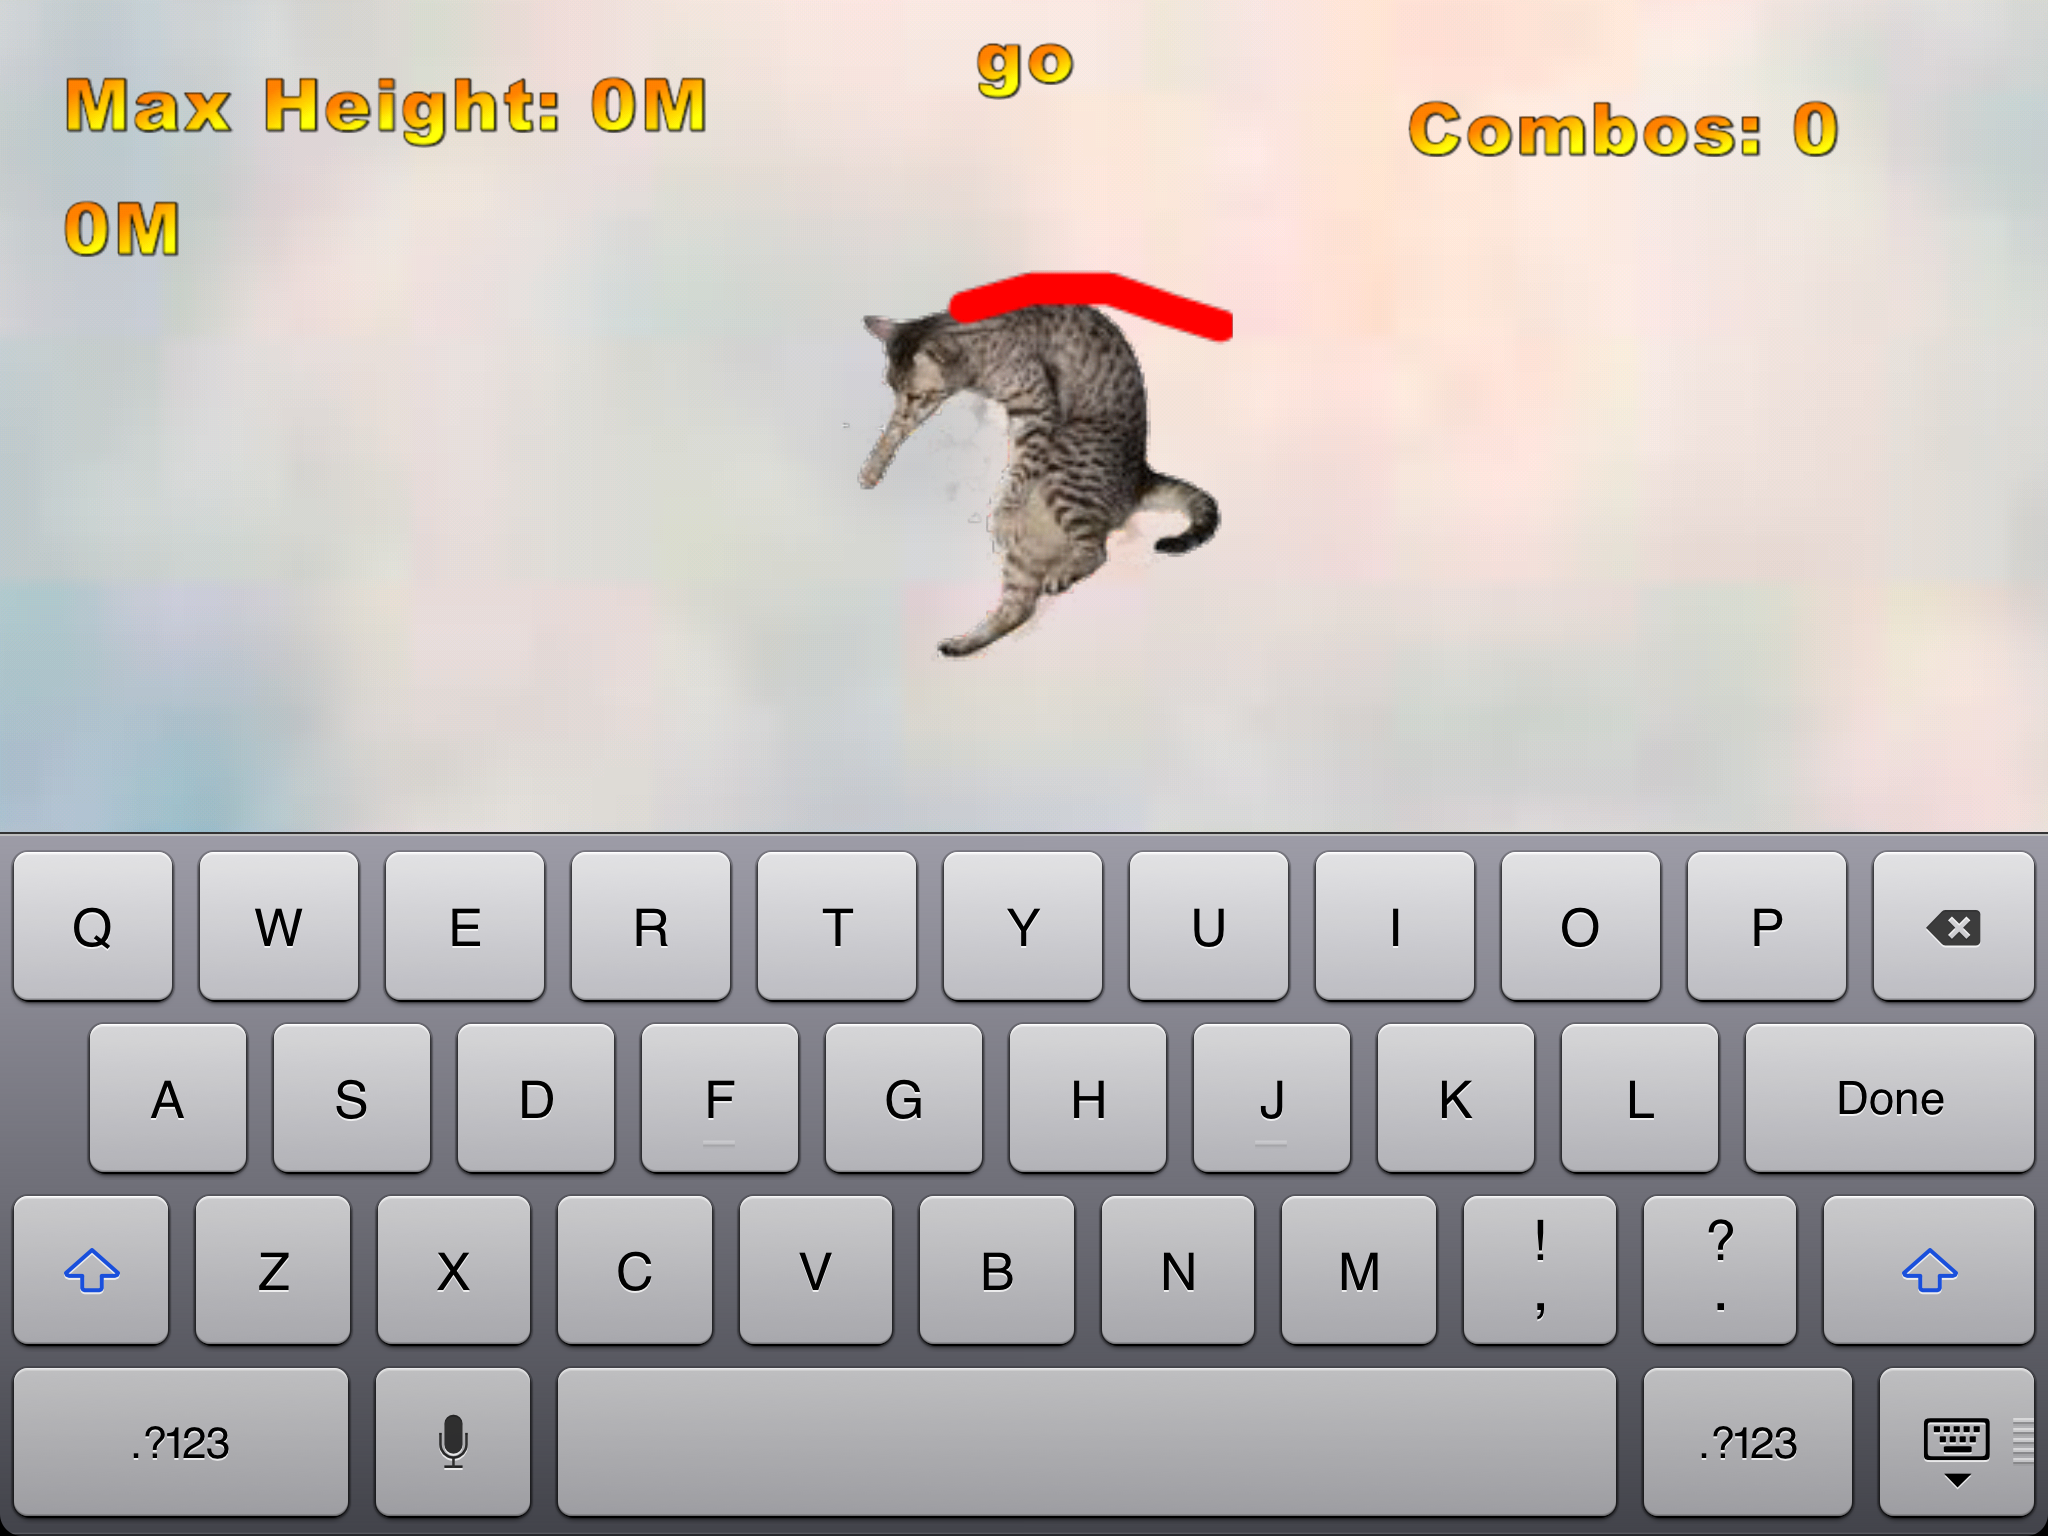 go
Max Height: 0M
Combos: 0
0M
Q W E R T Y U I O P
A S D F G H J K L Done
Z X C V B N M ! , ? .
.?123 .?123